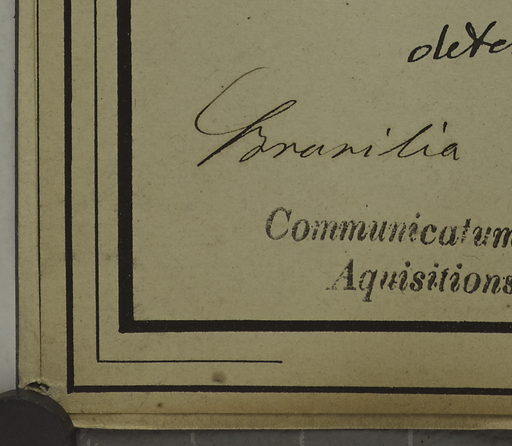 dete
Brasilia
Communicatum
Aquisitions